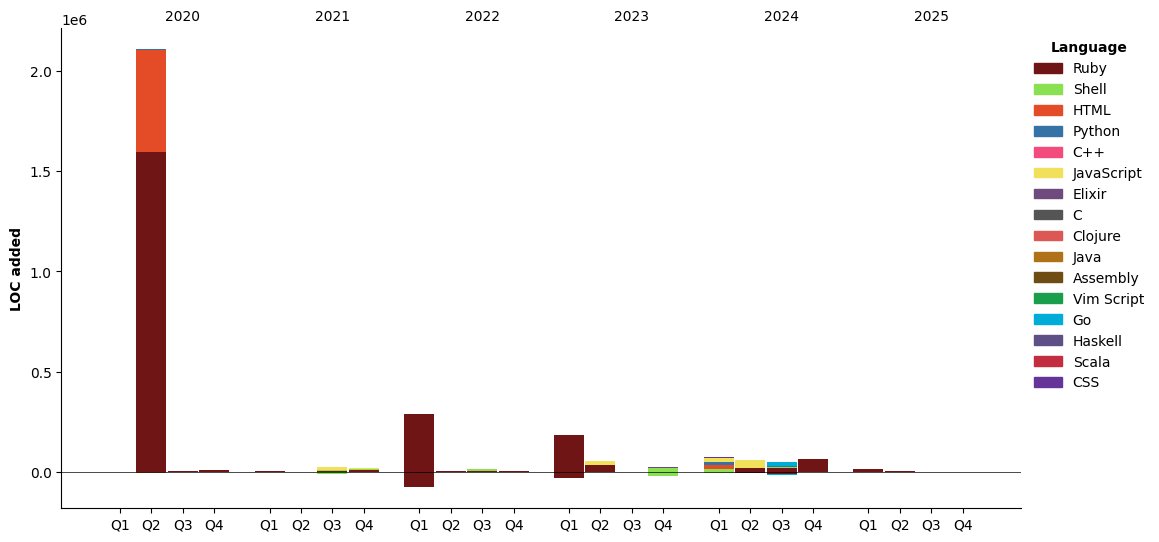 2020 2021 2022 2023 2024 2025
1e6
Language
Ruby
Shell
HTML
Python
C++
JavaScript
Elixir
C
Clojure
Java
Assembly
Vim Script
Go
Haskell
Scala
CSS
LOC added
2.0
1.5
1.0
0.5
0.0
Q1 Q2 Q3 Q4 Q1 Q2 Q3 Q4 Q1 Q2 Q3 Q4 Q1 Q2 Q3 Q4 Q1 Q2 Q3 Q4 Q1 Q2 Q3 Q4